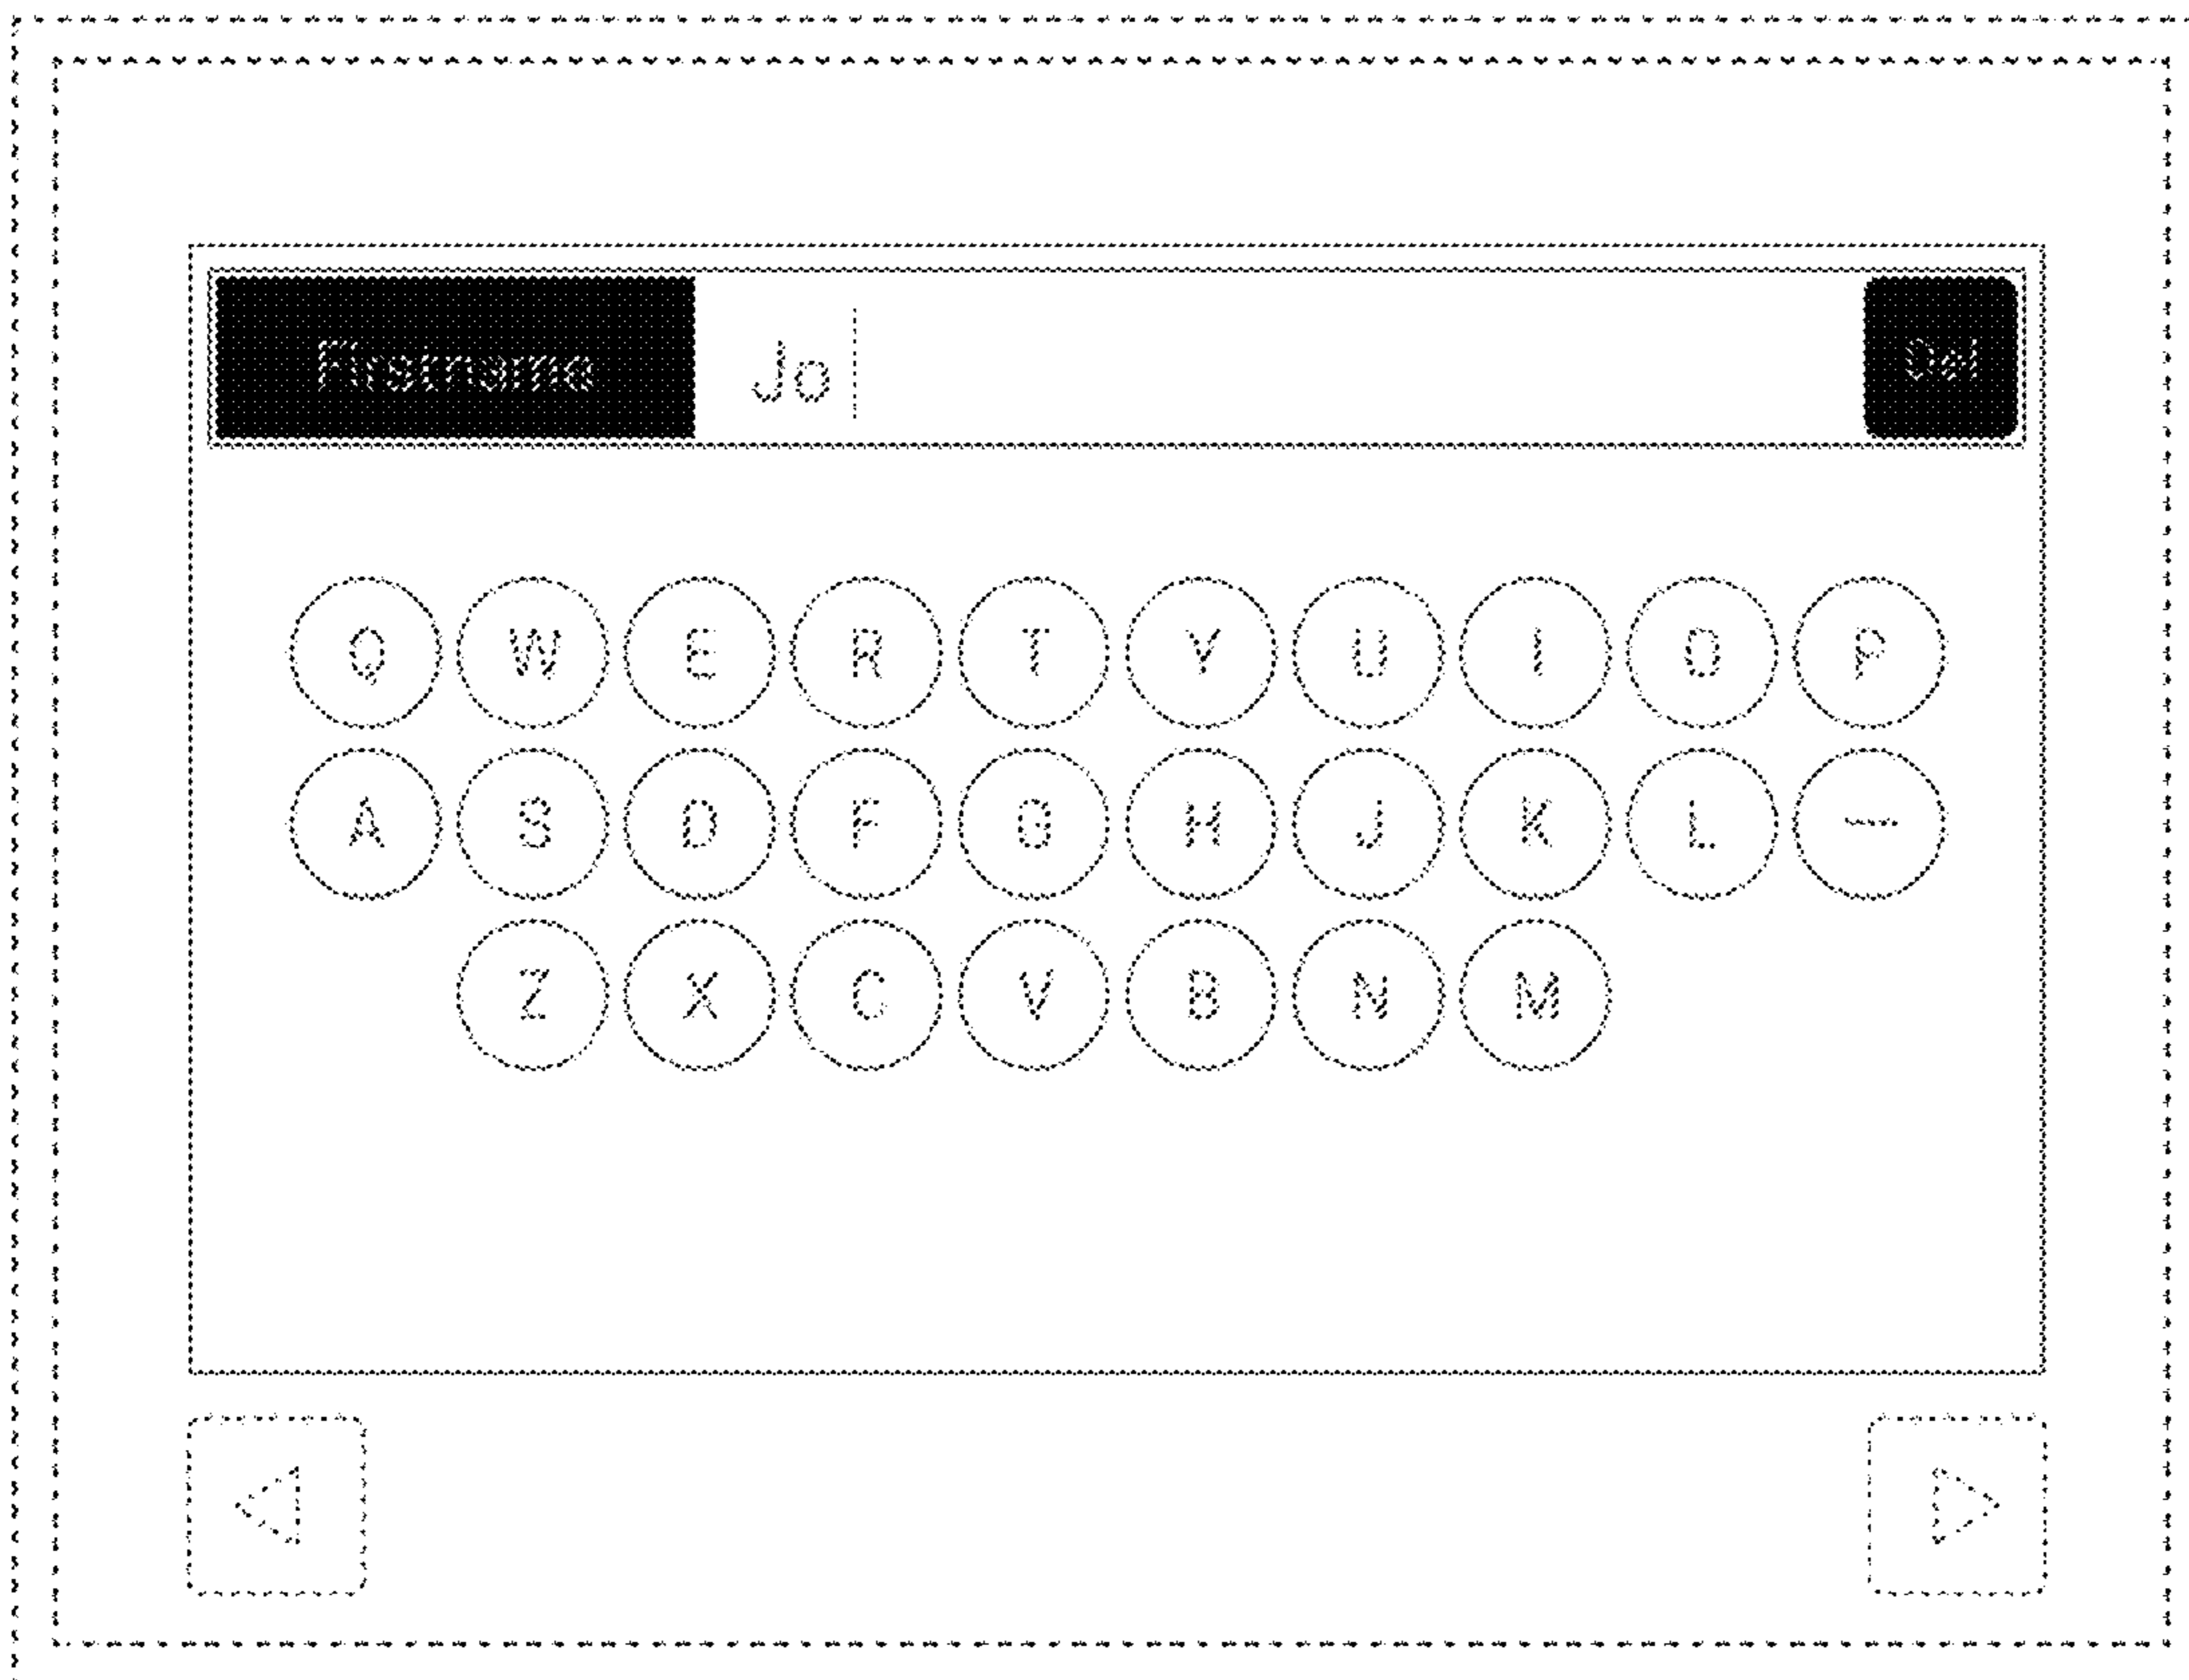 Firstname Jo Del
Q W E R T Y U I O P
A S D F G H J K L —
Z X C V B N M